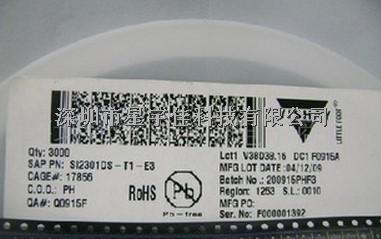 深圳市星宇佳科技有限公司
Qty: 3000
SAP PN: SI2301DS-T1-E3
CAGE#: 17856
C.O.O.: PH
QA#: Q0915F
RoHS
Pb
Pb-free
Lot1 V38D38.16 DC1 F0915A
MFG LOT DATE: 04/12/09
Batch No: 200915PHF3
Region: 1253 S.L: 0010
MFG PO:
Ser. No: F000001392